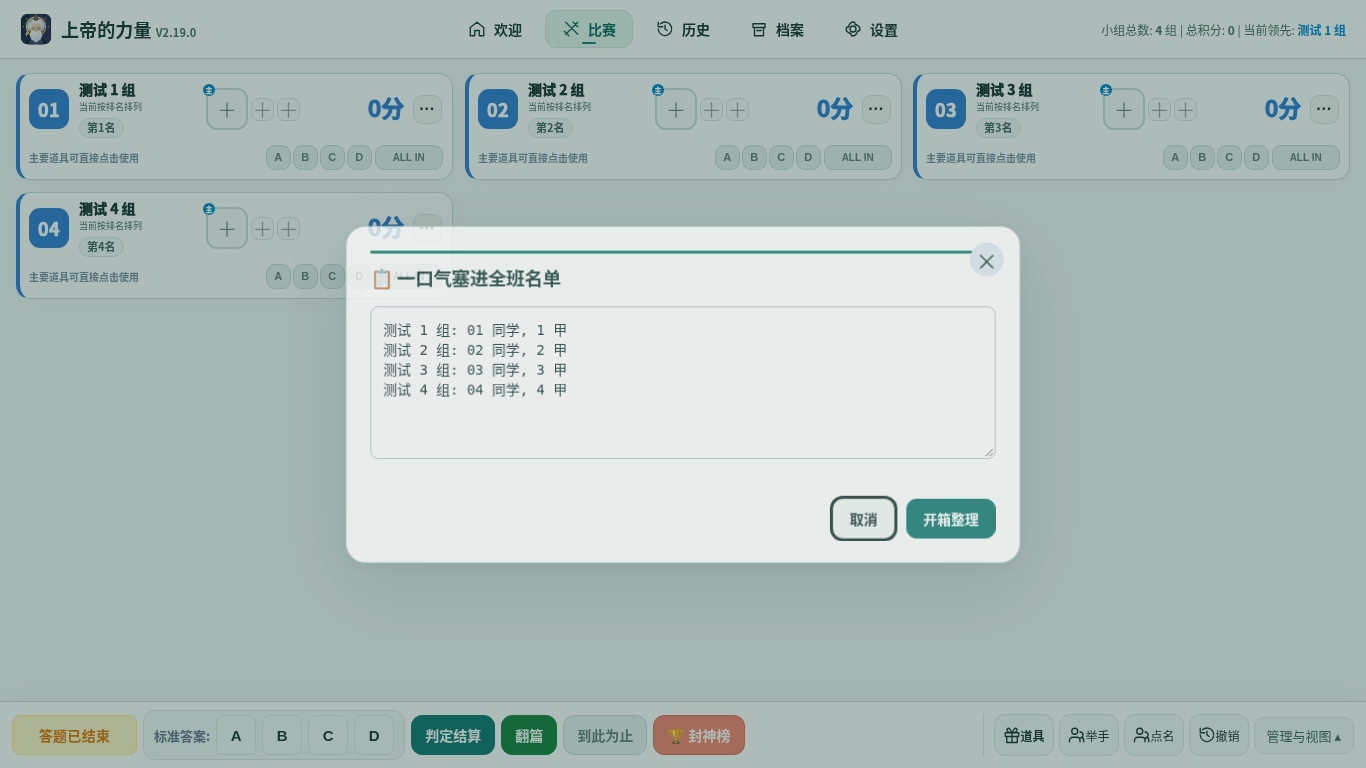 上帝的力量 V2.19.0
欢迎
比赛
历史
档案
设置
小组总数: 4 组 | 总积分: 0 | 当前领先: 测试 1 组
01
测试 1 组
当前按排名排列
第1名
主
0分
主要道具可直接点击使用
A B C D ALL IN
02
测试 2 组
当前按排名排列
第2名
主
0分
主要道具可直接点击使用
A B C D ALL IN
03
测试 3 组
当前按排名排列
第3名
主
0分
主要道具可直接点击使用
A B C D ALL IN
04
测试 4 组
当前按排名排列
第4名
主
0分
主要道具可直接点击使用
A B C D
📋 一口气塞进全班名单
测试 1 组: 01 同学, 1 甲
测试 2 组: 02 同学, 2 甲
测试 3 组: 03 同学, 3 甲
测试 4 组: 04 同学, 4 甲
取消
开箱整理
答题已结束
标准答案: A B C D
判定结算
翻篇
到此为止
🏆 封神榜
道具
举手
点名
撤销
管理与视图 ▴